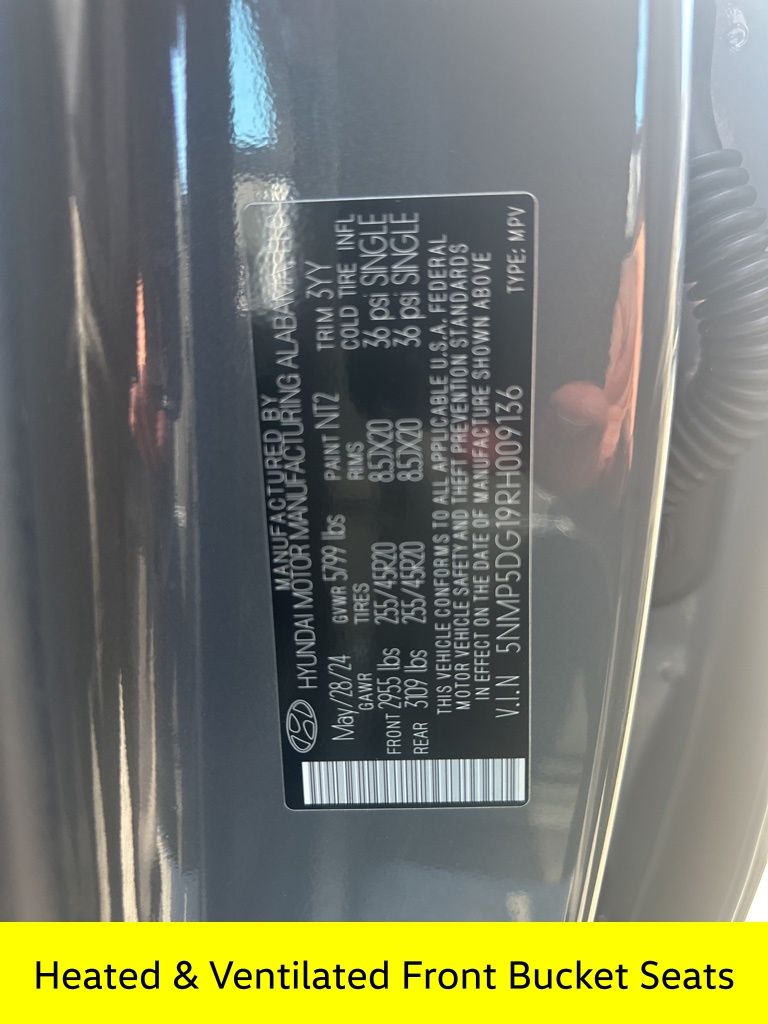 MANUFACTURED BY
HYUNDAI MOTOR MANUFACTURING ALABAMA,
May/28/24 GVWR 5799 lbs PAINT NT2 TRIM 3YY
GAWR TIRES RIMS COLD TIRE INFL
FRONT 2955 lbs 255/45R20 8.5JX20 36 psi SINGLE
REAR 3109 lbs 255/45R20 8.5JX20 36 psi SINGLE
THIS VEHICLE CONFORMS TO ALL APPLICABLE U.S.A. FEDERAL
MOTOR VEHICLE SAFETY AND THEFT PREVENTION STANDARDS
IN EFFECT ON DATE OF MANUFACTURE SHOWN ABOVE
V.I.N 5NMP5DG19RH009136 TYPE: MPV
Heated & Ventilated Front Bucket Seats